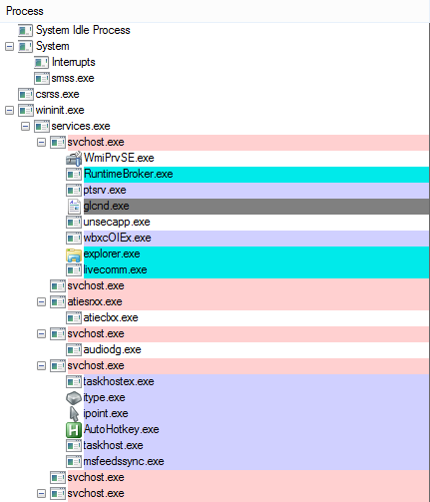 Process
System Idle Process
System
Interrupts
smss.exe
csrss.exe
wininit.exe
services.exe
svchost.exe
WmiPrvSE.exe
RuntimeBroker.exe
ptsrv.exe
glcnd.exe
unsecapp.exe
wbxcOIEx.exe
explorer.exe
livecomm.exe
svchost.exe
atiesrxx.exe
atieclxx.exe
svchost.exe
audiodg.exe
svchost.exe
taskhostex.exe
itype.exe
ipoint.exe
AutoHotkey.exe
taskhost.exe
msfeedssync.exe
svchost.exe
svchost.exe